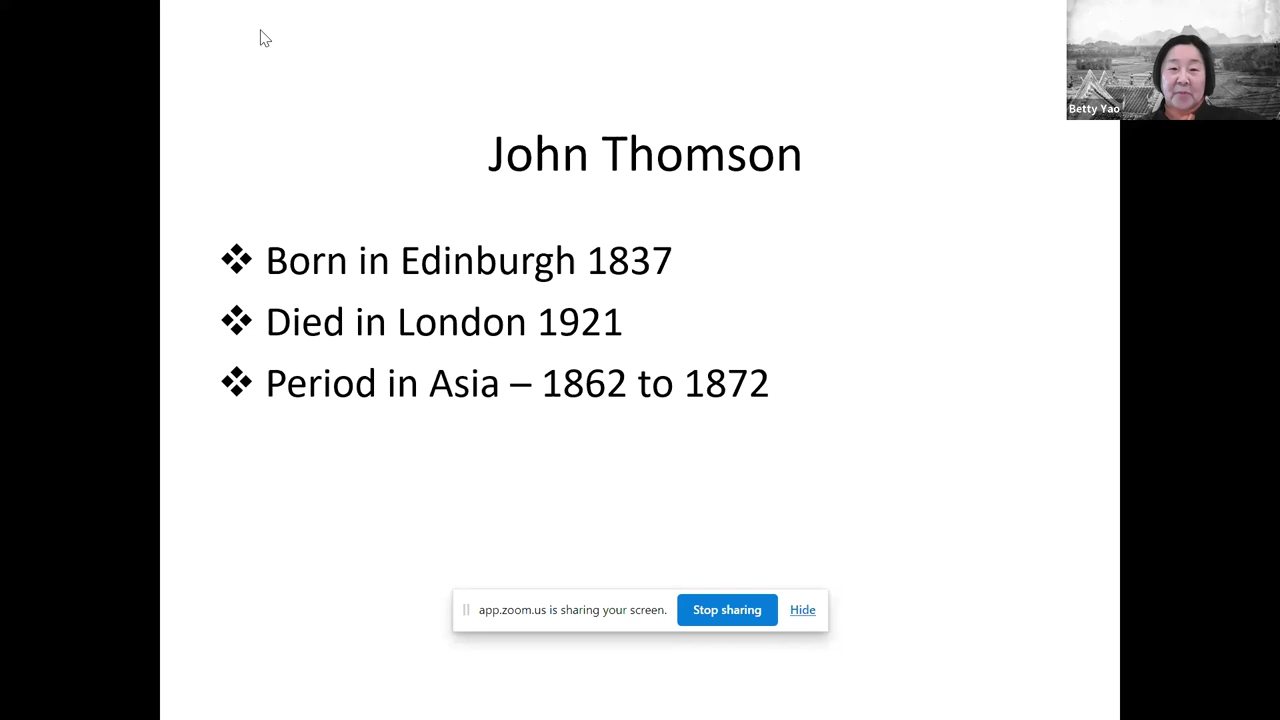 Betty Yao
John Thomson
❖ Born in Edinburgh 1837
❖ Died in London 1921
❖ Period in Asia – 1862 to 1872
app.zoom.us is sharing your screen. Stop sharing Hide